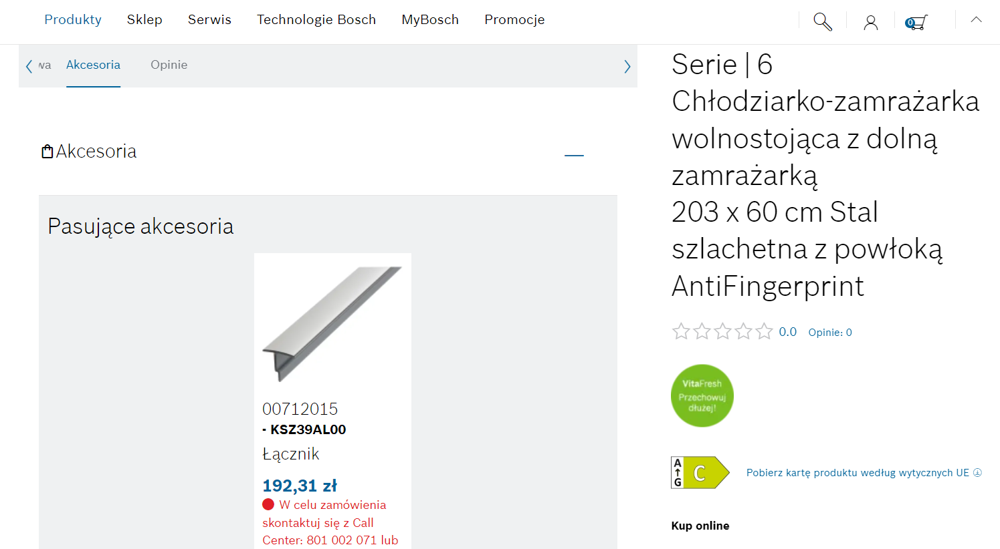 Produkty Sklep Serwis Technologie Bosch MyBosch Promocje
0
wa Akcesoria Opinie
Akcesoria
Pasujące akcesoria
00712015
- KSZ39AL00
Łącznik
192,31 zł
W celu zamówienia
skontaktuj się z Call
Center: 801 002 071 lub
Serie | 6
Chłodziarko-zamrażarka
wolnostojąca z dolną
zamrażarką
203 x 60 cm Stal
szlachetna z powłoką
AntiFingerprint
0.0 Opinie: 0
VitaFresh
Przechowuj
dłużej!
A
G
C
Pobierz kartę produktu według wytycznych UE
Kup online